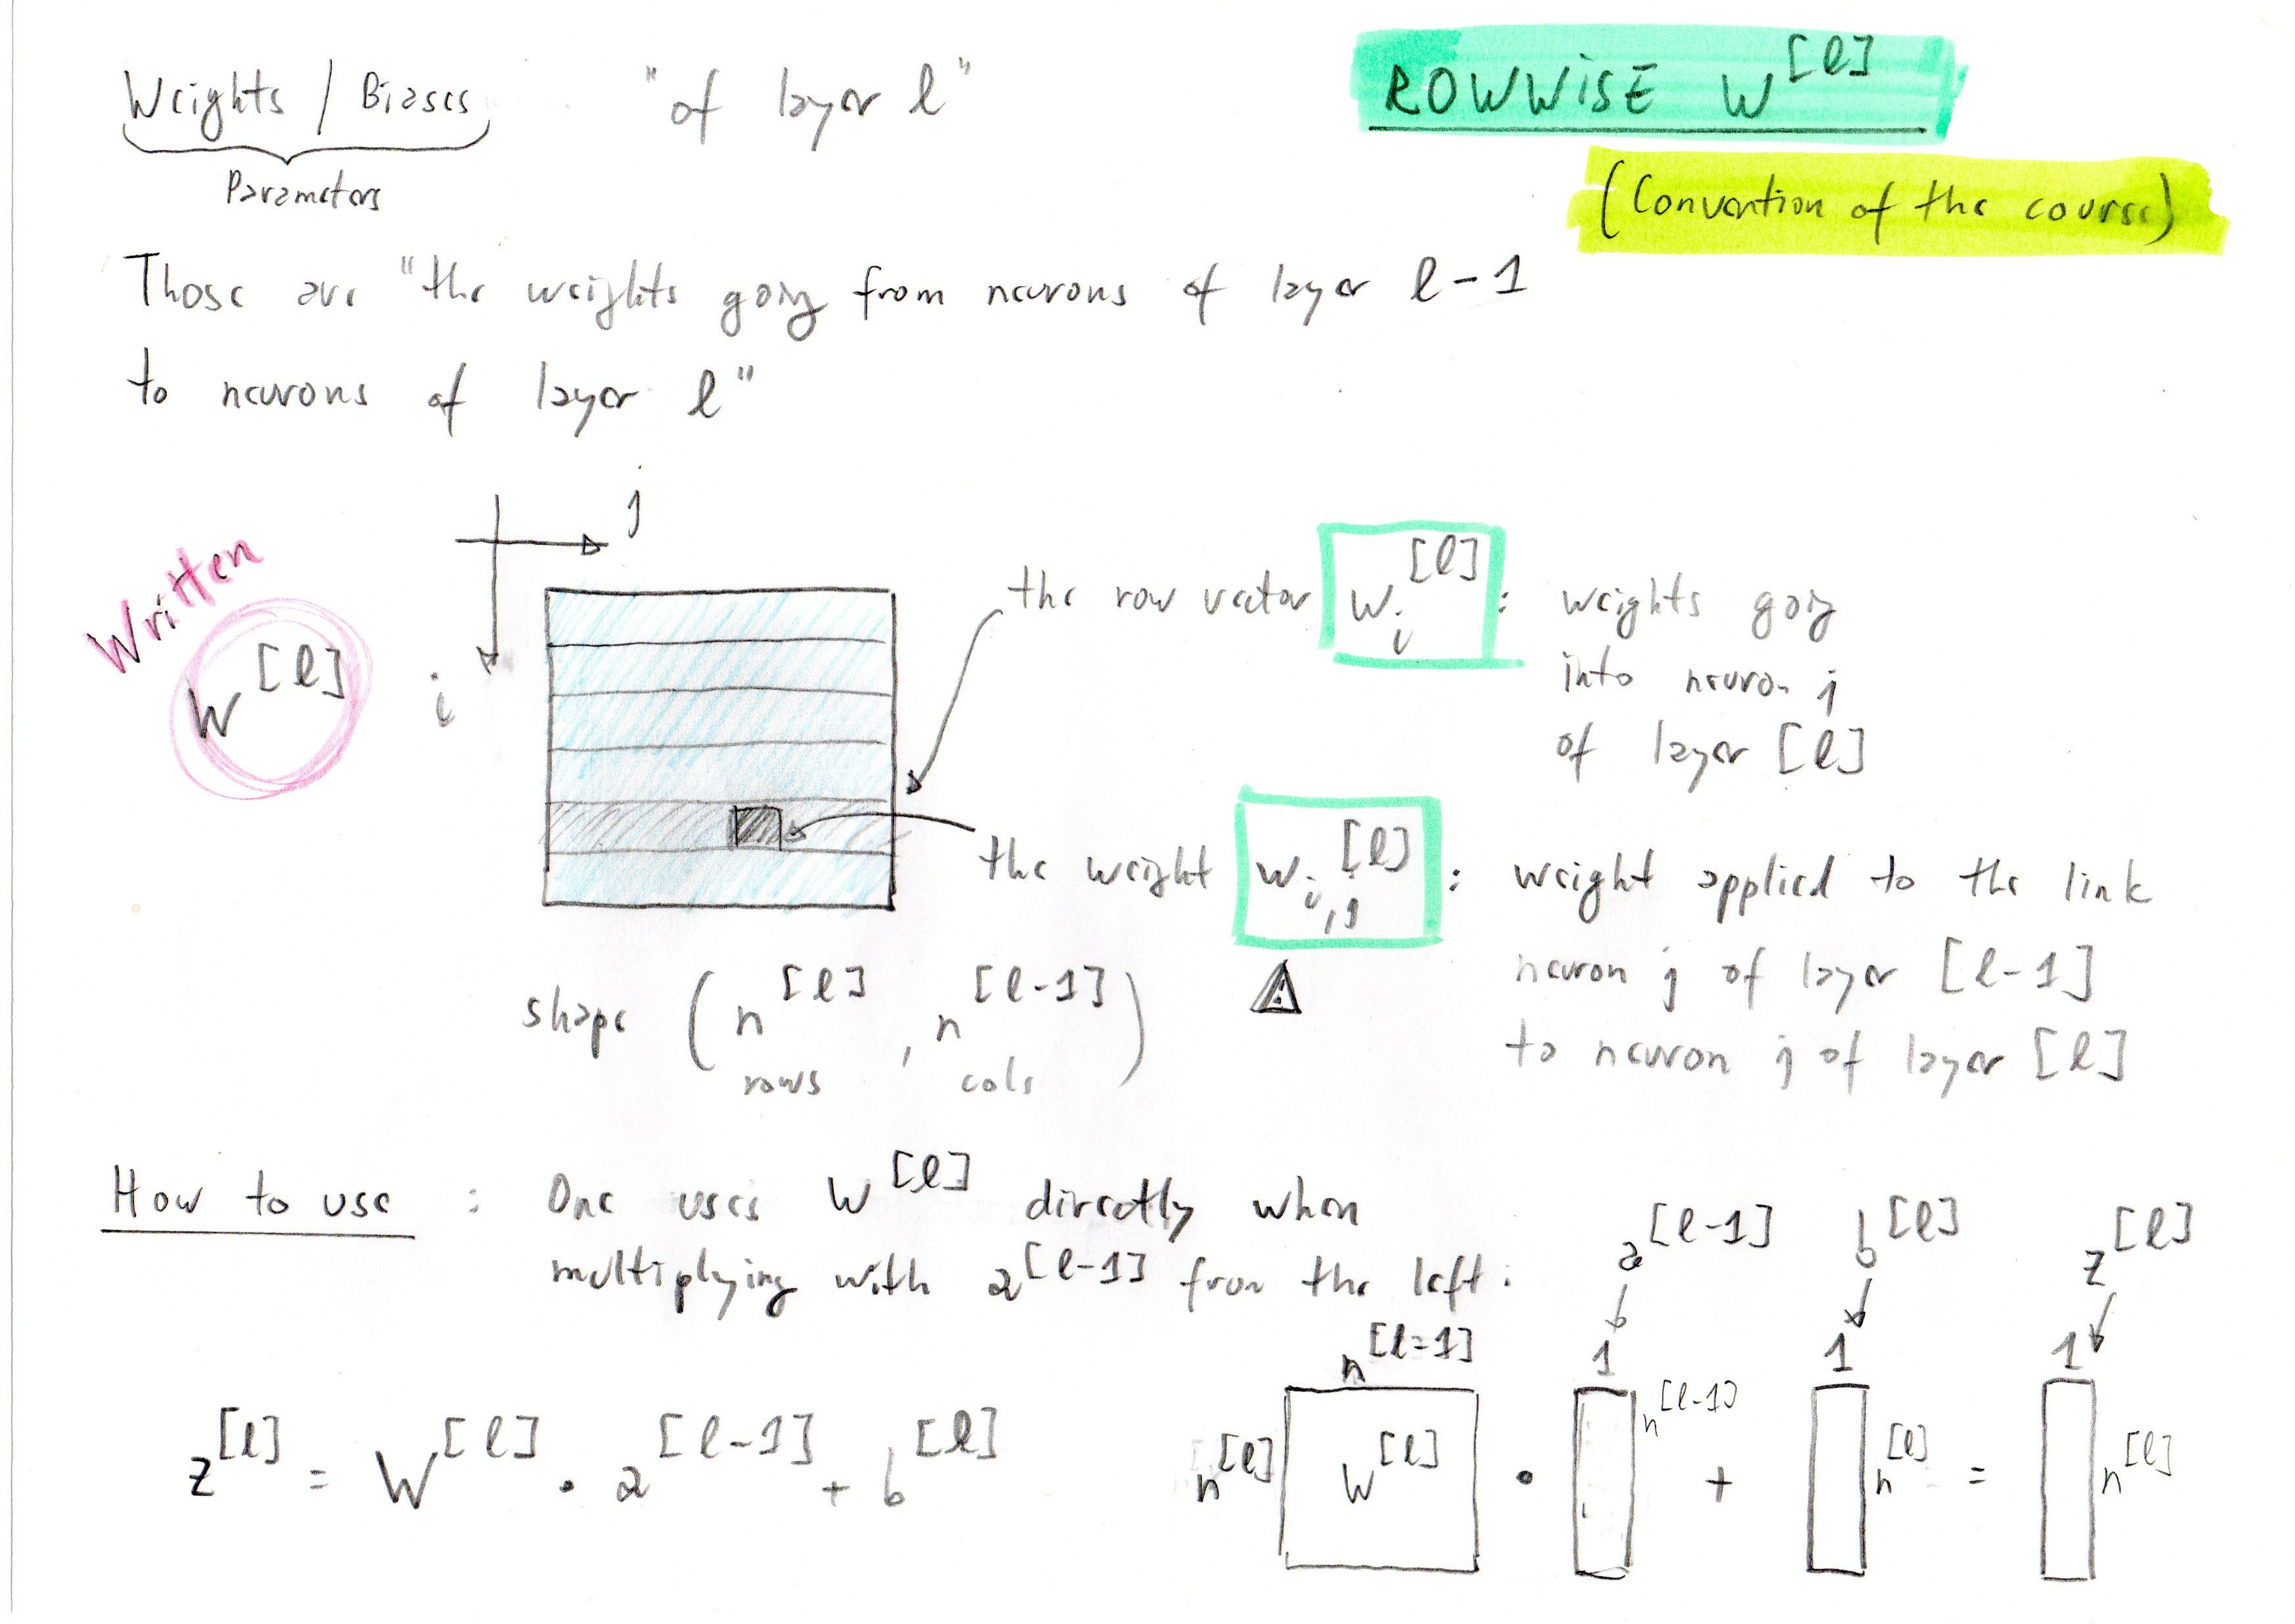 Weights / Biases "of layer l"
ROWWISE W^[l]
Parameters
(Convention of the course)
Those are "the weights going from neurons of layer l-1
to neurons of layer l"
Written
W^[l]
j
i
the row vector w_i^[l] : weights going
into neuron j
of layer [l]
the weight w_i,j^[l] : weight applied to the link
neuron j of layer [l-1]
to neuron j of layer [l]
shape (n^[l], n^[l-1])
rows cols
How to use : One uses W^[l] directly when
multiplying with a^[l-1] from the left:
a^[l-1] b^[l] z^[l]
n^[l-1] 1 1 1
z^[l] = W^[l] · a^[l-1] + b^[l]
n^[l] W^[l] · n^[l-1] + n^[l] = n^[l]